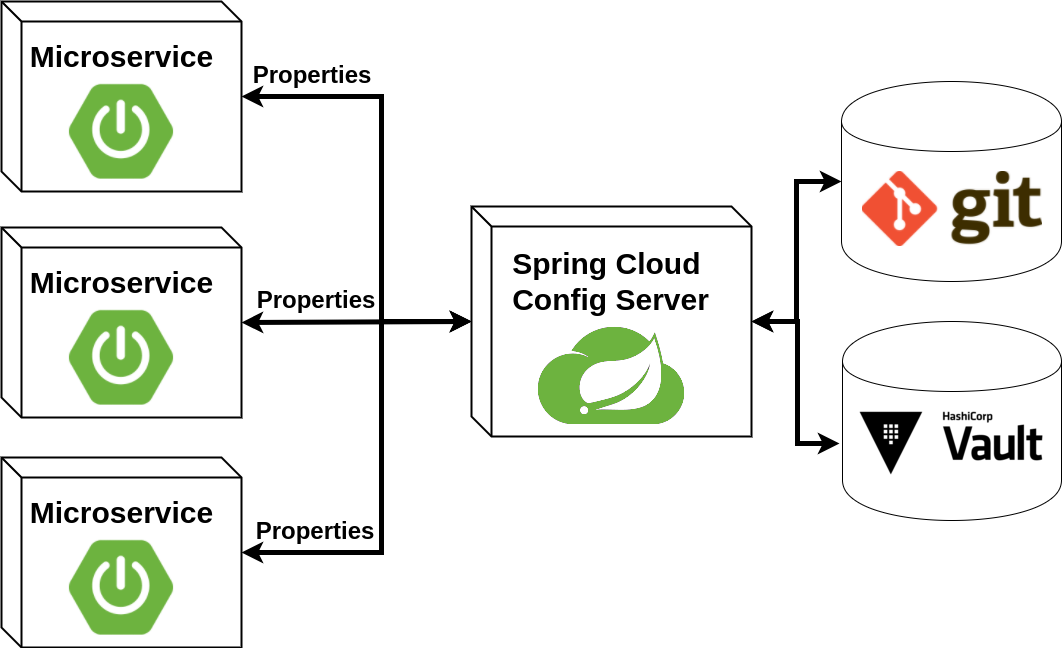 Microservice
Properties
Microservice
Properties
Microservice
Properties
Spring Cloud
Config Server
git
HashiCorp
Vault